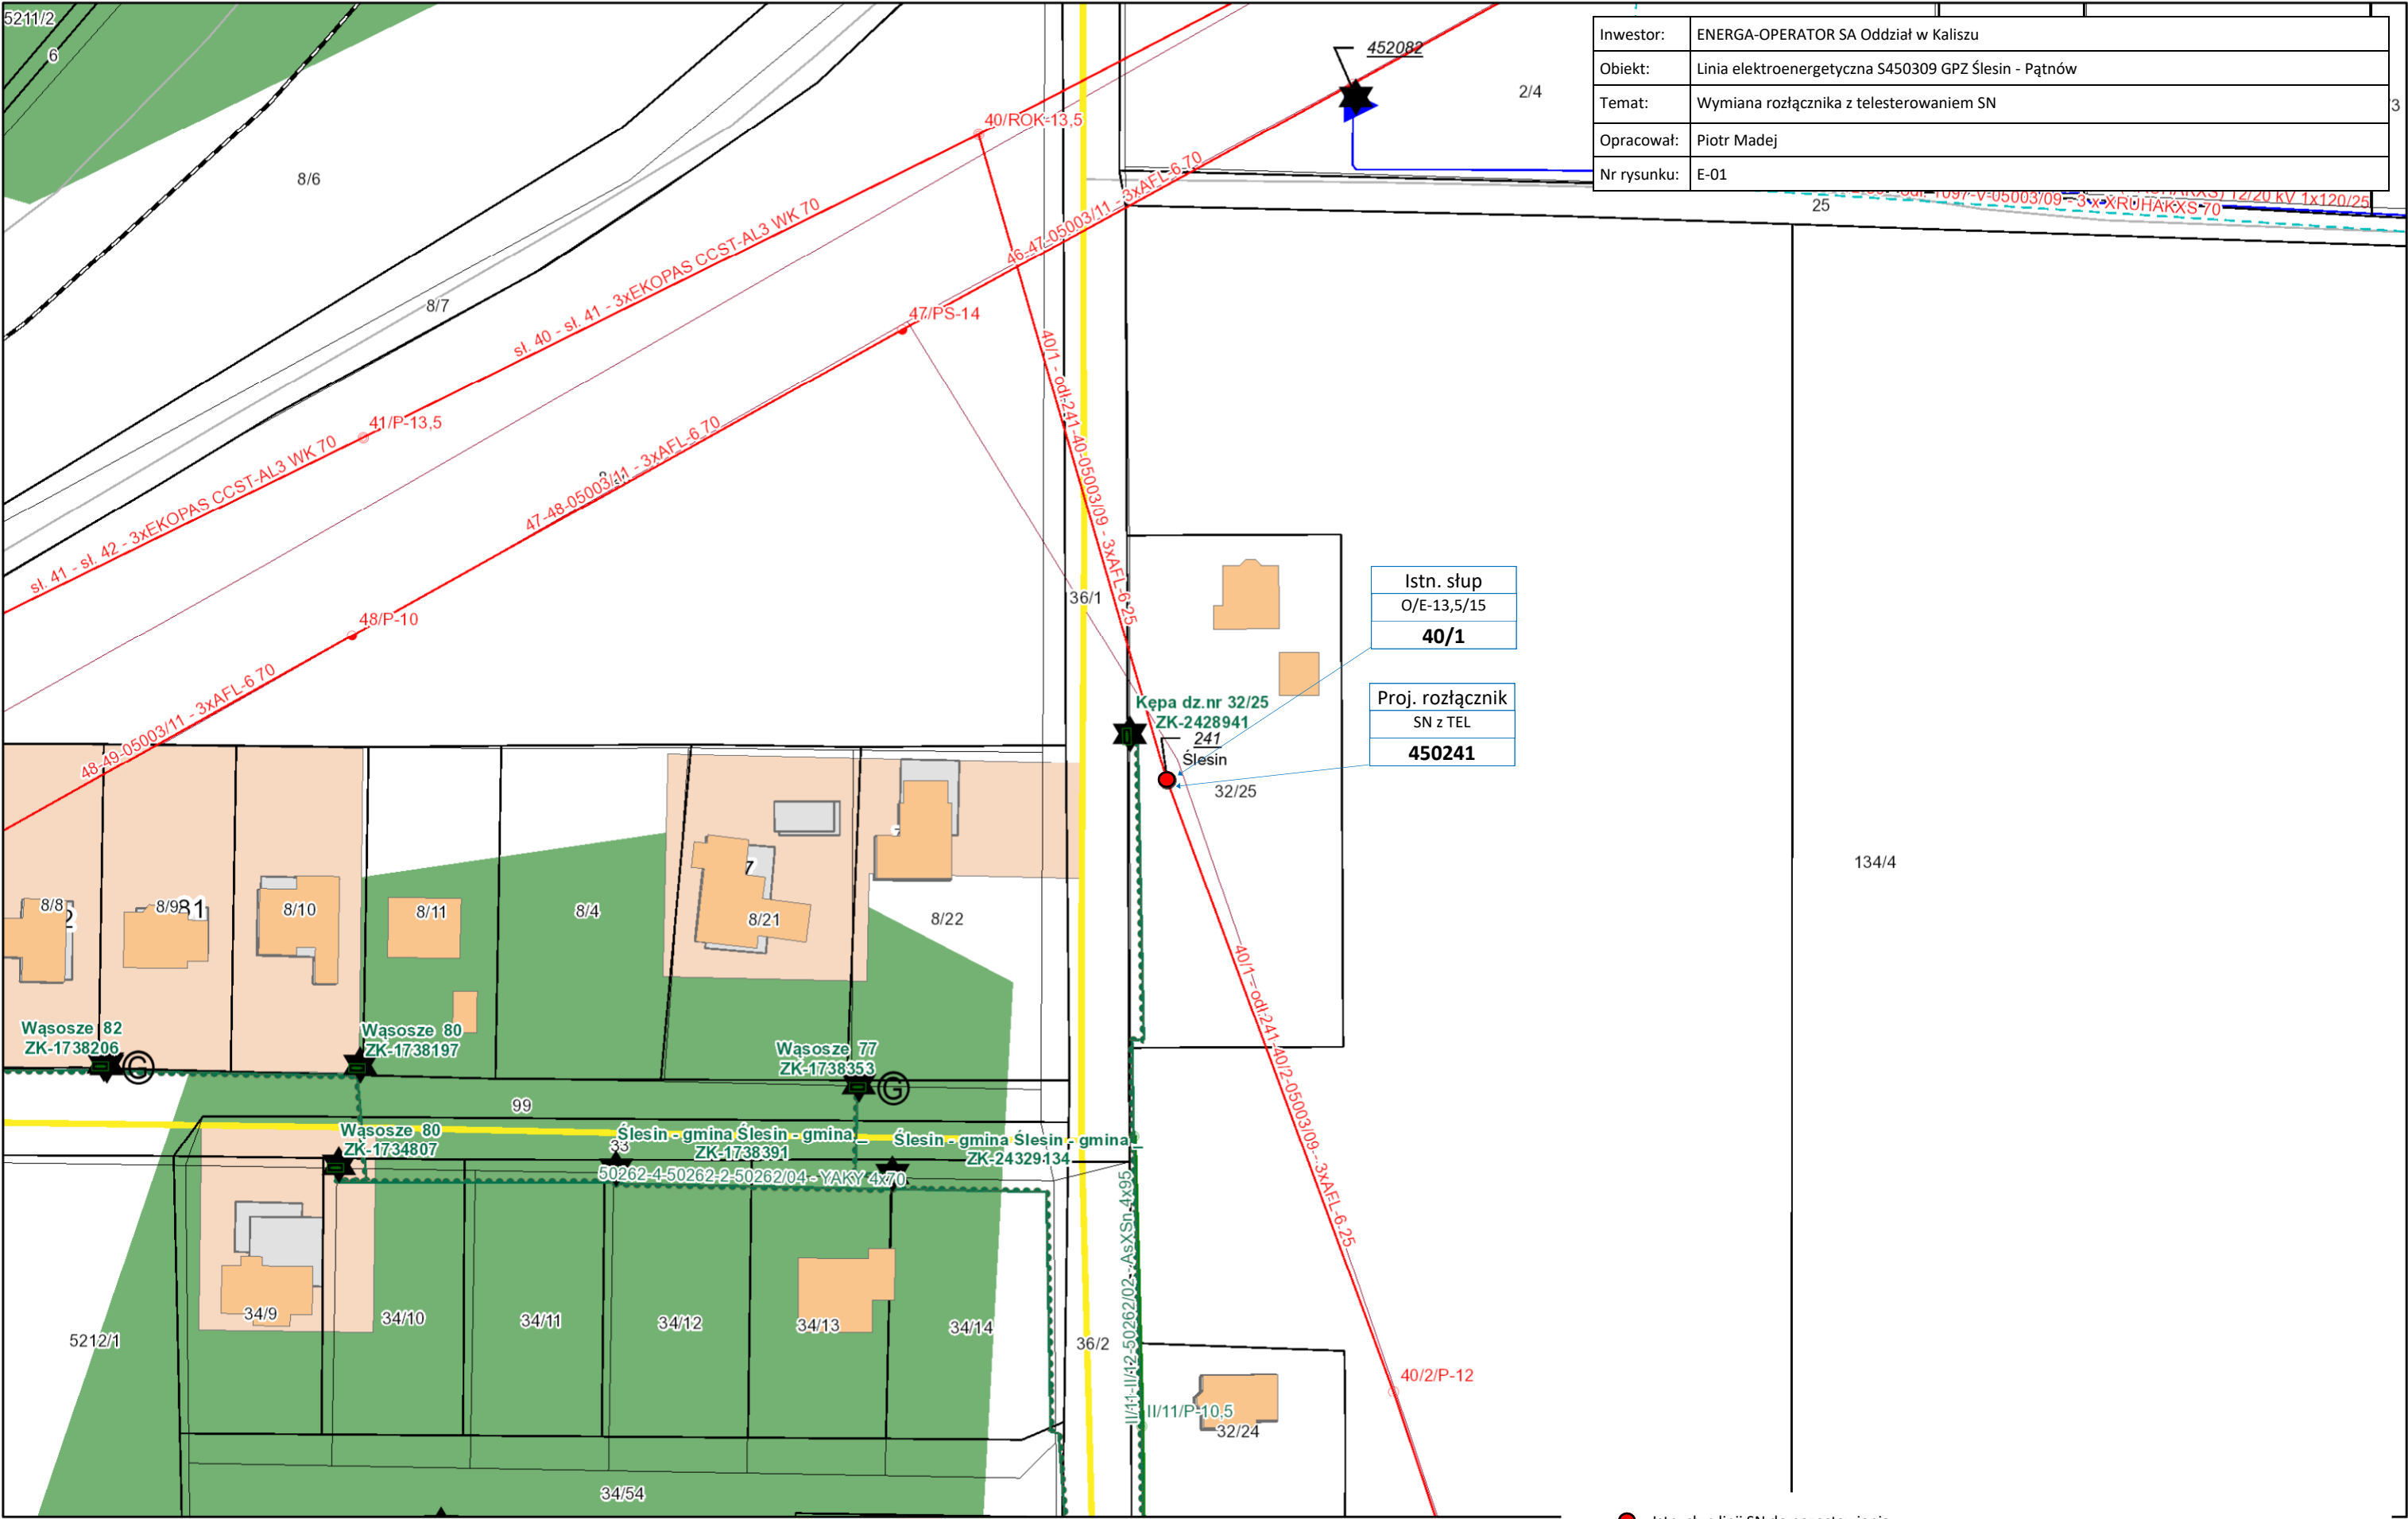 5211/2
6
8/6
452082
2/4
Inwestor: ENERGA-OPERATOR SA Oddział w Kaliszu
Obiekt: Linia elektroenergetyczna S450309 GPZ Ślesin - Pątnów
Temat: Wymiana rozłącznika z telesterowaniem SN
Opracował: Piotr Madej
Nr rysunku: E-01
40/ROK-13,5
25
8/7
sł. 40 - sł. 41 - 3xEKOPAS CCST-AL3 WK 70
46-47-05003/11 - 3xAFL-6 70
47/PS-14
40/1 - odł.241-40-05003/09 - 3xAFL-6 25
41/P-13,5
sł. 41 - sł. 42 - 3xEKOPAS CCST-AL3 WK 70
47-48-05003/11 - 3xAFL-6 70
48/P-10
48-49-05003/11 - 3xAFL-6 70
36/1
Istn. słup
O/E-13,5/15
40/1
Proj. rozłącznik
SN z TEL
450241
Kępa dz.nr 32/25
ZK-2428941
241
Ślesin
32/25
134/4
8/8
8/9
81
8/10
8/11
8/4
7
8/21
8/22
40/1 - odł.241-40/2-05003/09 - 3xAFL-6 25
Wąsosze 82
ZK-1738206
G
Wąsosze 80
ZK-1738197
Wąsosze 77
ZK-1738353
G
99
Wąsosze 80
ZK-1734807
33
Ślesin - gmina Ślesin - gmina _
ZK-1738391
Ślesin - gmina Ślesin - gmina _
ZK-24329134
50262-4-50262-2-50262/04 - YAKY 4x70
II/11-II/12-50262/02 - AsXSn 4x95
34/9
34/10
34/11
34/12
34/13
34/14
5212/1
36/2
40/2/P-12
II/11/P-10,5
32/24
34/54